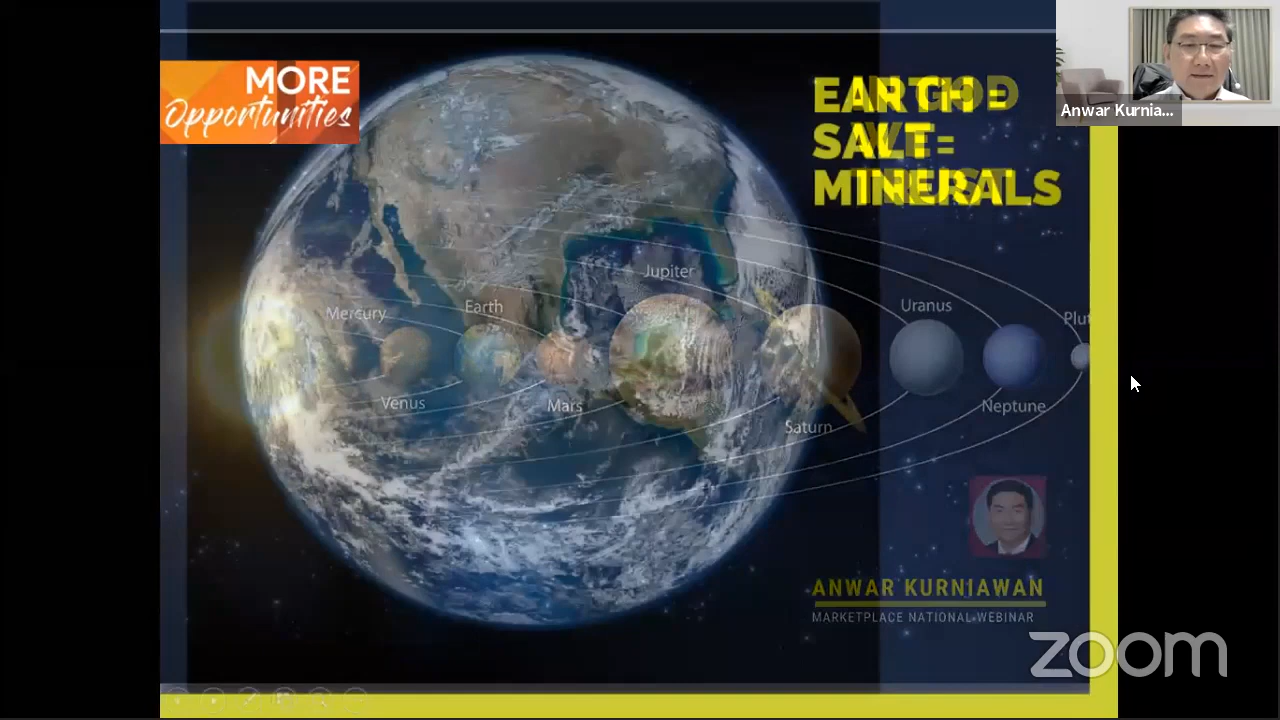 MORE
Opportunities
Anwar Kurnia...
EARTH =
SALT=
MINERALS
Jupiter
Uranus
Mercury
Earth
Plut
Venus
Mars
Neptune
Saturn
ANWAR KURNIAWAN
MARKETPLACE NATIONAL WEBINAR
zoom